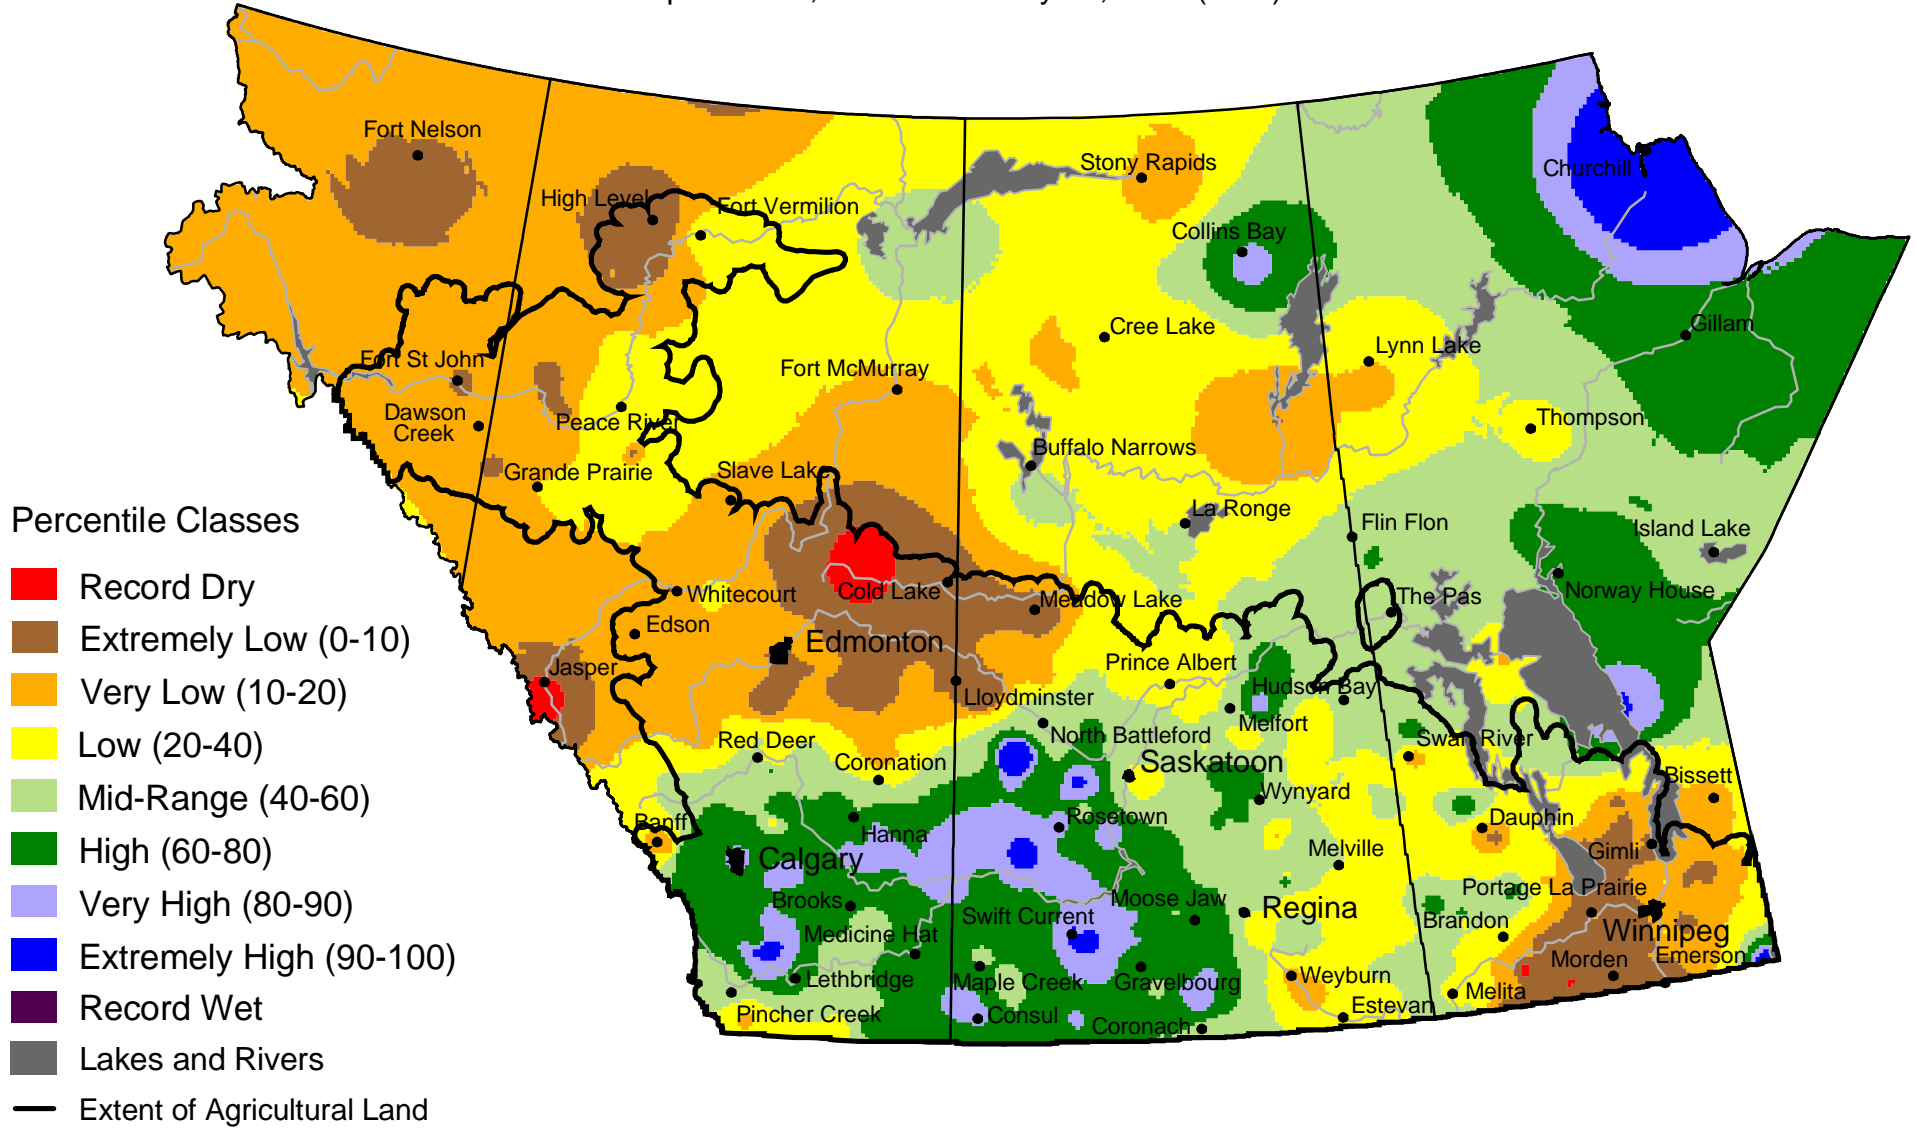 Fort Nelson
High Level
Fort Vermilion
Stony Rapids
Collins Bay
Churchill
Gillam
Fort St John
Dawson
Creek
Peace River
Grande Prairie
Slave Lake
Fort McMurray
Cree Lake
Lynn Lake
Thompson
Buffalo Narrows
La Ronge
Flin Flon
Island Lake
Norway House
The Pas
Whitecourt
Edson
Jasper
Edmonton
Cold Lake
Meadow Lake
Prince Albert
Hudson Bay
Lloydminster
Melfort
North Battleford
Saskatoon
Swan River
Red Deer
Coronation
Wynyard
Bissett
Banff
Hanna
Rosetown
Dauphin
Gimli
Calgary
Melville
Portage La Prairie
Brooks
Moose Jaw
Regina
Brandon
Winnipeg
Medicine Hat
Swift Current
Morden
Emerson
Lethbridge
Maple Creek
Gravelbourg
Weyburn
Melita
Pincher Creek
Consul
Coronach
Estevan
Percentile Classes
Record Dry
Extremely Low (0-10)
Very Low (10-20)
Low (20-40)
Mid-Range (40-60)
High (60-80)
Very High (80-90)
Extremely High (90-100)
Record Wet
Lakes and Rivers
Extent of Agricultural Land